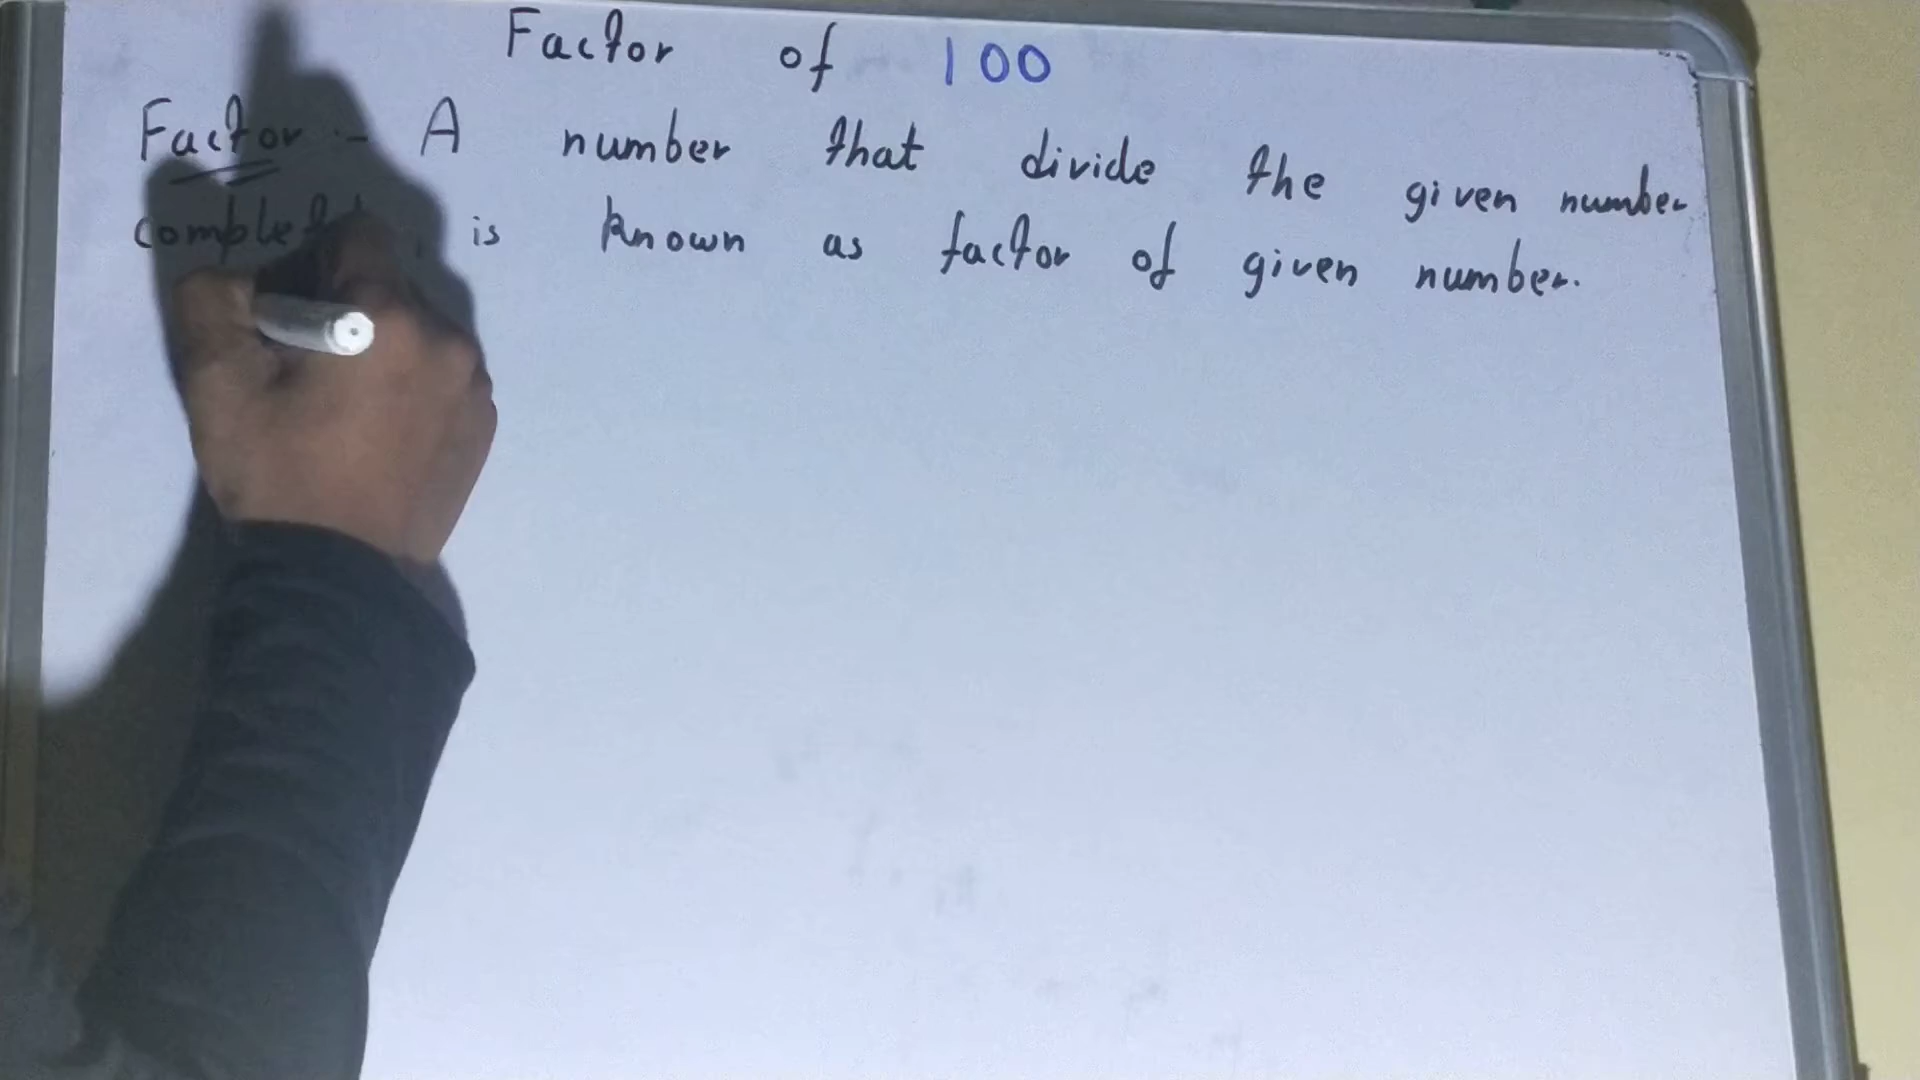 Factor of 100
Factor :- A number that divide the given number
is known as factor of given number.